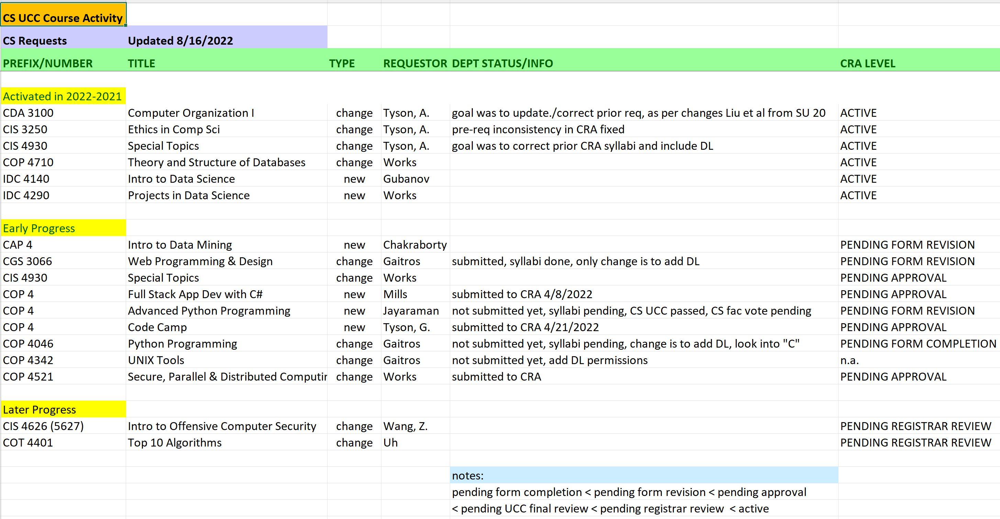 CS UCC Course Activity
CS Requests Updated 8/16/2022
PREFIX/NUMBER TITLE TYPE REQUESTOR DEPT STATUS/INFO CRA LEVEL
Activated in 2022-2021
CDA 3100 Computer Organization I change Tyson, A. goal was to update./correct prior req, as per changes Liu et al from SU 20 ACTIVE
CIS 3250 Ethics in Comp Sci change Tyson, A. pre-req inconsistency in CRA fixed ACTIVE
CIS 4930 Special Topics change Tyson, A. goal was to correct prior CRA syllabi and include DL ACTIVE
COP 4710 Theory and Structure of Databases change Works ACTIVE
IDC 4140 Intro to Data Science new Gubanov ACTIVE
IDC 4290 Projects in Data Science new Works ACTIVE
Early Progress
CAP 4 Intro to Data Mining new Chakraborty PENDING FORM REVISION
CGS 3066 Web Programming & Design change Gaitros submitted, syllabi done, only change is to add DL PENDING FORM REVISION
CIS 4930 Special Topics change Works PENDING APPROVAL
COP 4 Full Stack App Dev with C# new Mills submitted to CRA 4/8/2022 PENDING APPROVAL
COP 4 Advanced Python Programming new Jayaraman not submitted yet, syllabi pending, CS UCC passed, CS fac vote pending PENDING FORM REVISION
COP 4 Code Camp new Tyson, G. submitted to CRA 4/21/2022 PENDING APPROVAL
COP 4046 Python Programming change Gaitros not submitted yet, syllabi pending, change is to add DL, look into "C" PENDING FORM COMPLETION
COP 4342 UNIX Tools change Gaitros not submitted yet, add DL permissions n.a.
COP 4521 Secure, Parallel & Distributed Computin change Works submitted to CRA PENDING APPROVAL
Later Progress
CIS 4626 (5627) Intro to Offensive Computer Security change Wang, Z. PENDING REGISTRAR REVIEW
COT 4401 Top 10 Algorithms change Uh PENDING REGISTRAR REVIEW
notes:
pending form completion < pending form revision < pending approval
< pending UCC final review < pending registrar review < active